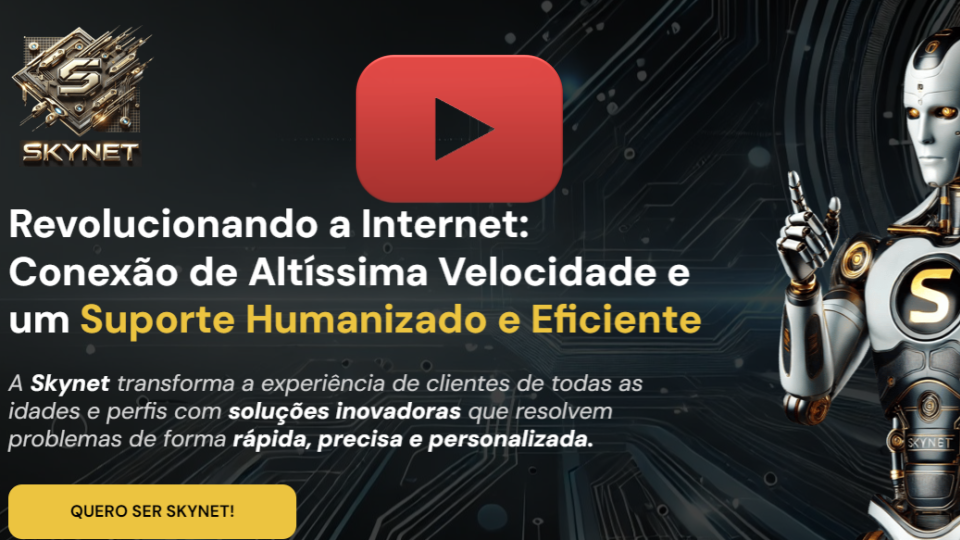 SKYNET
Revolucionando a Internet:
Conexão de Altíssima Velocidade e
um Suporte Humanizado e Eficiente
A Skynet transforma a experiência de clientes de todas as
idades e perfis com soluções inovadoras que resolvem
problemas de forma rápida, precisa e personalizada.
QUERO SER SKYNET!
S
S
SKYNET